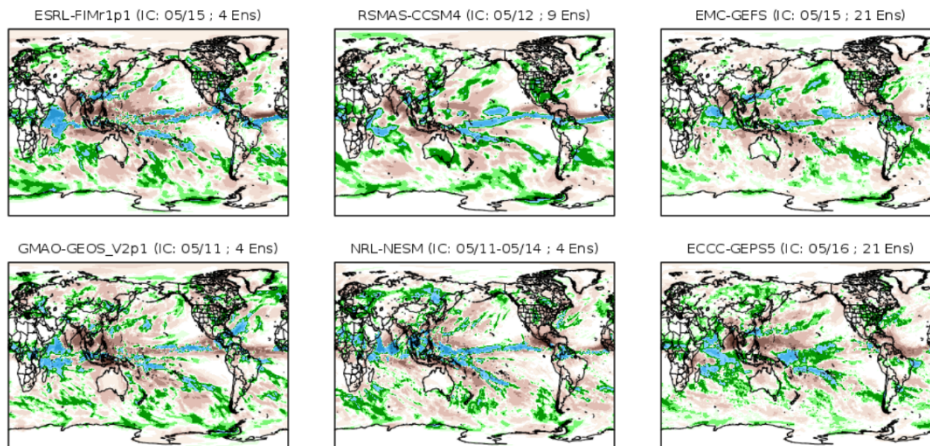 ESRL-FIMr1p1 (IC: 05/15 ; 4 Ens)
RSMAS-CCSM4 (IC: 05/12 ; 9 Ens)
EMC-GEFS (IC: 05/15 ; 21 Ens)
GMAO-GEOS_V2p1 (IC: 05/11 ; 4 Ens)
NRL-NESM (IC: 05/11-05/14 ; 4 Ens)
ECCC-GEPS5 (IC: 05/16 ; 21 Ens)